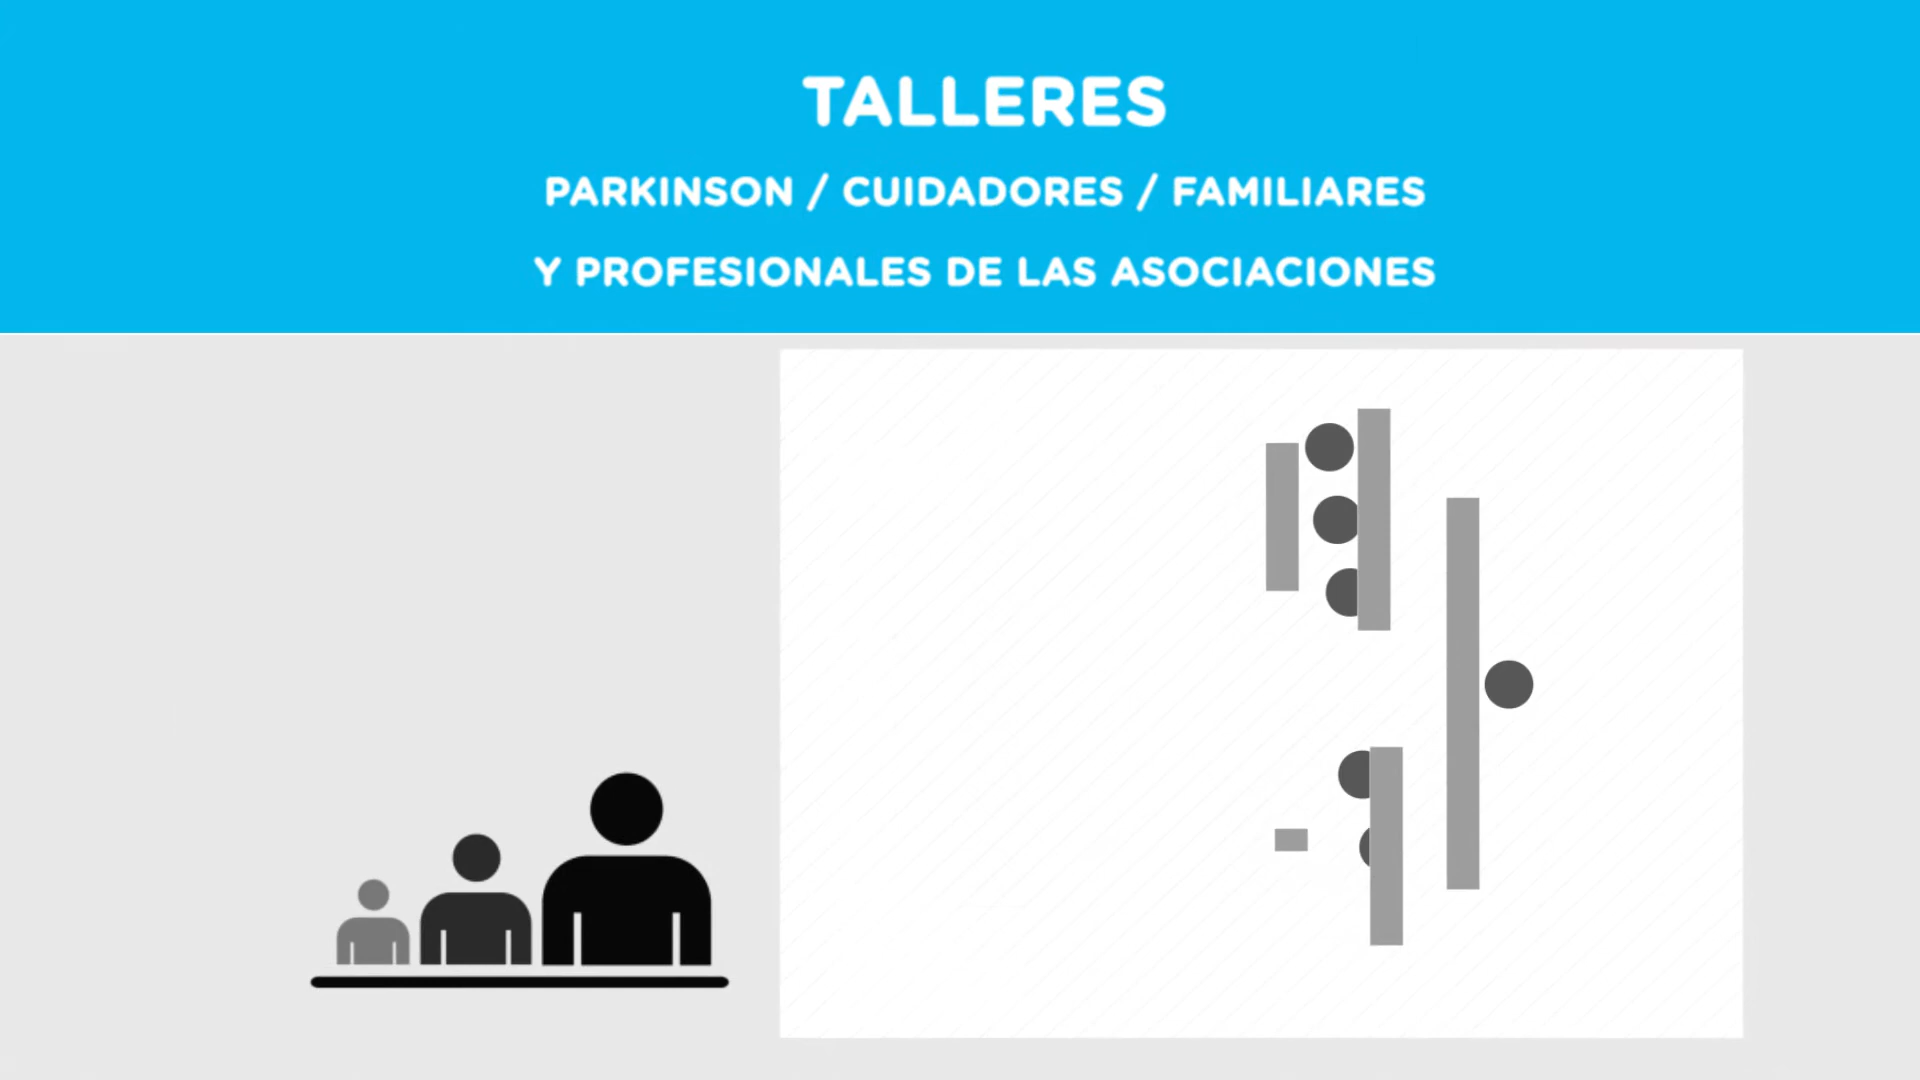 TALLERES
PARKINSON / CUIDADORES / FAMILIARES
Y PROFESIONALES DE LAS ASOCIACIONES